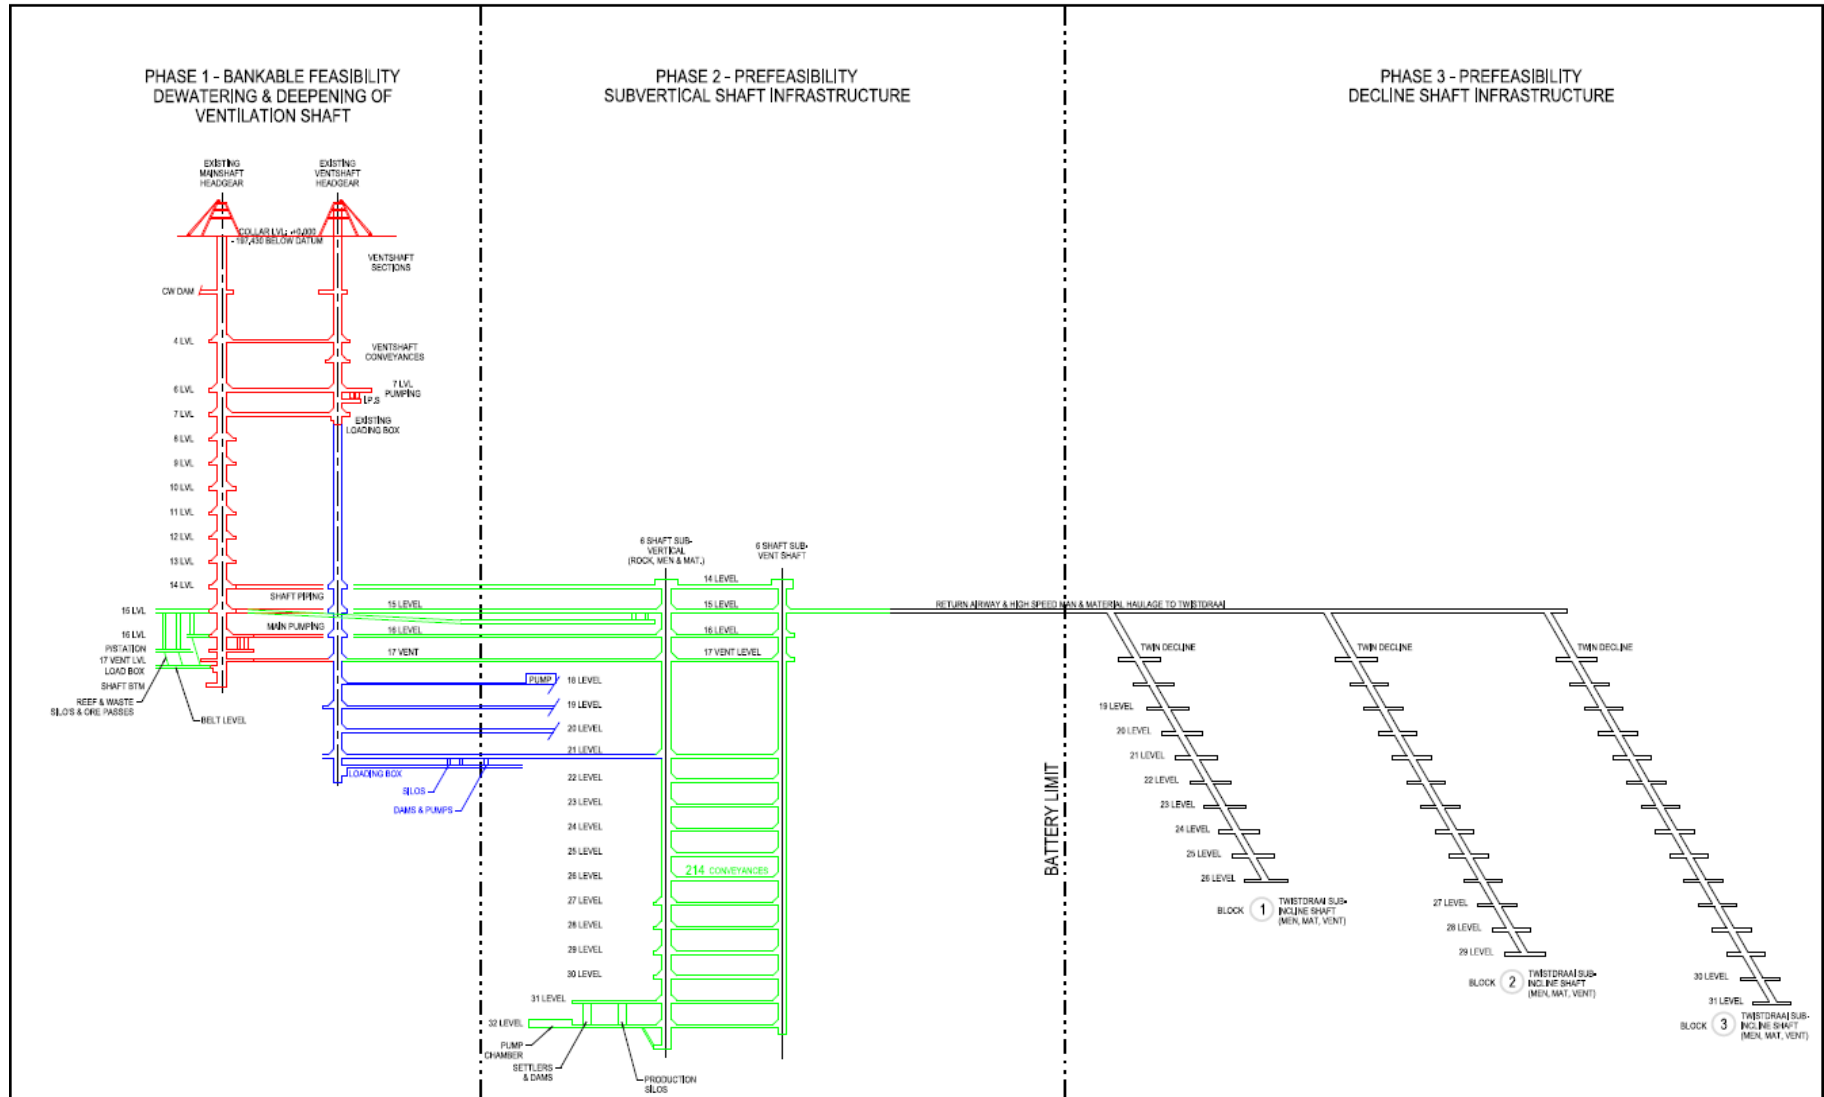 PHASE 1 - BANKABLE FEASIBILITY
DEWATERING & DEEPENING OF
VENTILATION SHAFT
PHASE 2 - PREFEASIBILITY
SUBVERTICAL SHAFT INFRASTRUCTURE
PHASE 3 - PREFEASIBILITY
DECLINE SHAFT INFRASTRUCTURE
EXISTING
MAINSHAFT
HEADGEAR
EXISTING
VENTSHAFT
HEADGEAR
COLLAR LVL: +0,000
- 197,430 BELOW DATUM
VENTSHAFT
SECTIONS
CW DAM
4 LVL
VENTSHAFT
CONVEYANCES
6 LVL
7 LVL
PUMPING
I.P.S
7 LVL
EXISTING
LOADING BOX
8 LVL
9 LVL
10 LVL
11 LVL
12 LVL
13 LVL
14 LVL
SHAFT PIPING
15 LVL
MAIN PUMPING
16 LVL
P/STATION
17 VENT LVL
LOAD BOX
SHAFT BTM
REEF & WASTE
SILO'S & ORE PASSES
BELT LEVEL
15 LEVEL
16 LEVEL
17 VENT
6 SHAFT SUB-
VERTICAL
(ROCK, MEN & MAT.)
6 SHAFT SUB-
VENT SHAFT
14 LEVEL
15 LEVEL
16 LEVEL
17 VENT LEVEL
PUMP
18 LEVEL
19 LEVEL
20 LEVEL
21 LEVEL
LOADING BOX
SILOS
DAMS & PUMPS
22 LEVEL
23 LEVEL
24 LEVEL
25 LEVEL
26 LEVEL
214 CONVEYANCES
27 LEVEL
28 LEVEL
29 LEVEL
30 LEVEL
31 LEVEL
32 LEVEL
PUMP
CHAMBER
SETTLERS
& DAMS
PRODUCTION
SILOS
RETURN AIRWAY & HIGH SPEED MAN & MATERIAL HAULAGE TO TWISTDRAAI
BATTERY LIMIT
TWIN DECLINE
19 LEVEL
20 LEVEL
21 LEVEL
22 LEVEL
23 LEVEL
24 LEVEL
25 LEVEL
26 LEVEL
BLOCK 1
TWISTDRAAI SUB-
INCLINE SHAFT
(MEN, MAT, VENT)
TWIN DECLINE
27 LEVEL
28 LEVEL
29 LEVEL
BLOCK 2
TWISTDRAAI SUB-
INCLINE SHAFT
(MEN, MAT, VENT)
TWIN DECLINE
30 LEVEL
31 LEVEL
BLOCK 3
TWISTDRAAI SUB-
INCLINE SHAFT
(MEN, MAT, VENT)